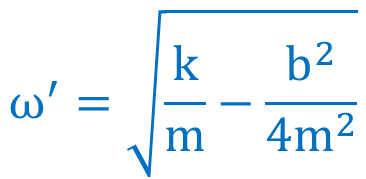 ω′ = √(k/m − b²/4m²)